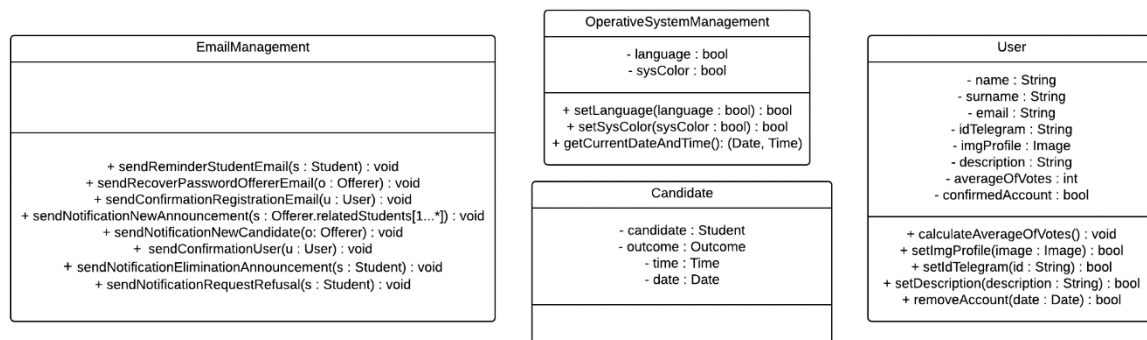 EmailManagement
+ sendReminderStudentEmail(s : Student) : void
+ sendRecoverPasswordOffererEmail(o : Offerer) : void
+ sendConfirmationRegistrationEmail(u : User) : void
+ sendNotificationNewAnnouncement(s : Offerer.relatedStudents[1...*]) : void
+ sendNotificationNewCandidate(o: Offerer) : void
+ sendConfirmationUser(u : User) : void
+ sendNotificationEliminationAnnouncement(s : Student) : void
+ sendNotificationRequestRefusal(s : Student) : void
OperativeSystemManagement
- language : bool
- sysColor : bool
+ setLanguage(language : bool) : bool
+ setSysColor(sysColor : bool) : bool
+ getCurrentDateAndTime(): (Date, Time)
Candidate
- candidate : Student
- outcome : Outcome
- time : Time
- date : Date
User
- name : String
- surname : String
- email : String
- idTelegram : String
- imgProfile : Image
- description : String
- averageOfVotes : int
- confirmedAccount : bool
+ calculateAverageOfVotes() : void
+ setImgProfile(image : Image) : bool
+ setIdTelegram(id : String) : bool
+ setDescription(description : String) : bool
+ removeAccount(date : Date) : bool